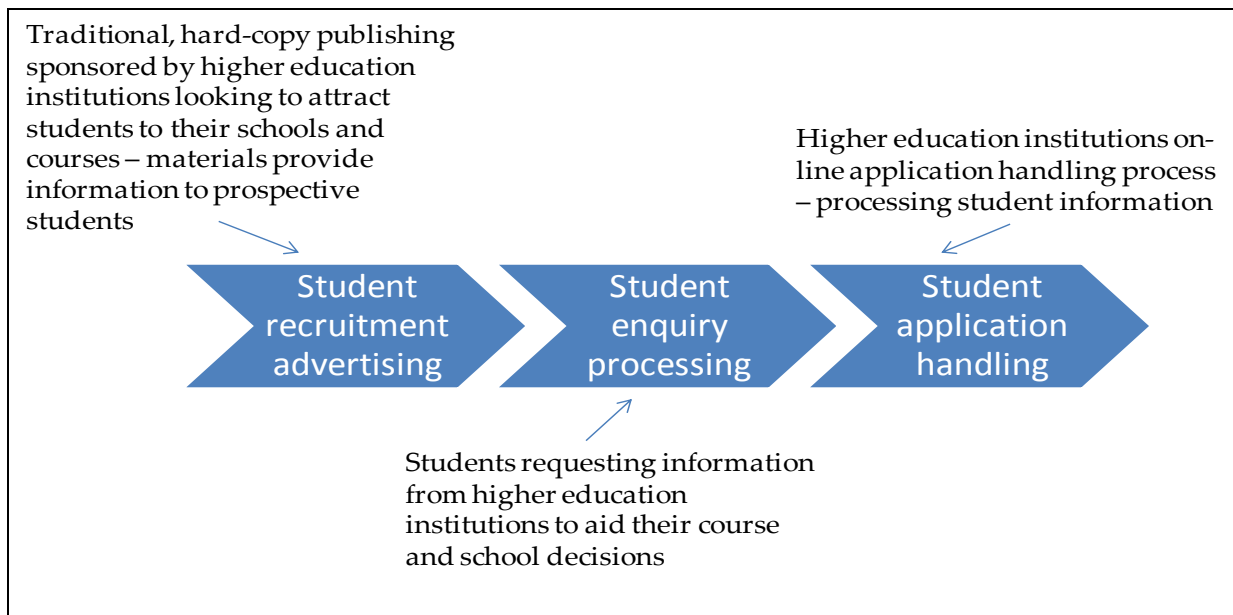 Traditional, hard-copy publishing
sponsored by higher education
institutions looking to attract
students to their schools and
courses – materials provide
information to prospective
students
Higher education institutions on-
line application handling process
– processing student information
Student
recruitment
advertising
Student
enquiry
processing
Student
application
handling
Students requesting information
from higher education
institutions to aid their course
and school decisions